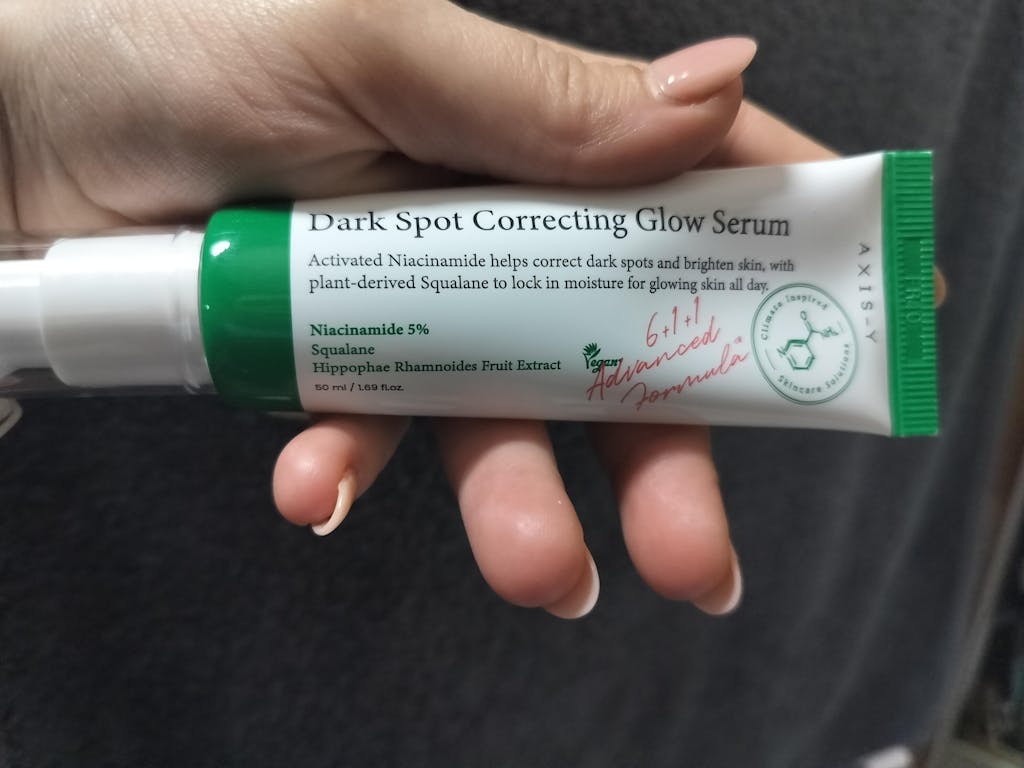 Dark Spot Correcting Glow Serum
Activated Niacinamide helps correct dark spots and brighten skin, with
plant-derived Squalane to lock in moisture for glowing skin all day.
Niacinamide 5%
Squalane
Hippophae Rhamnoides Fruit Extract
50 ml / 1.69 fl.oz.
Vegan
6+1+1
Advanced
Formula
Climate Inspired
Skincare Solutions
AXIS-Y